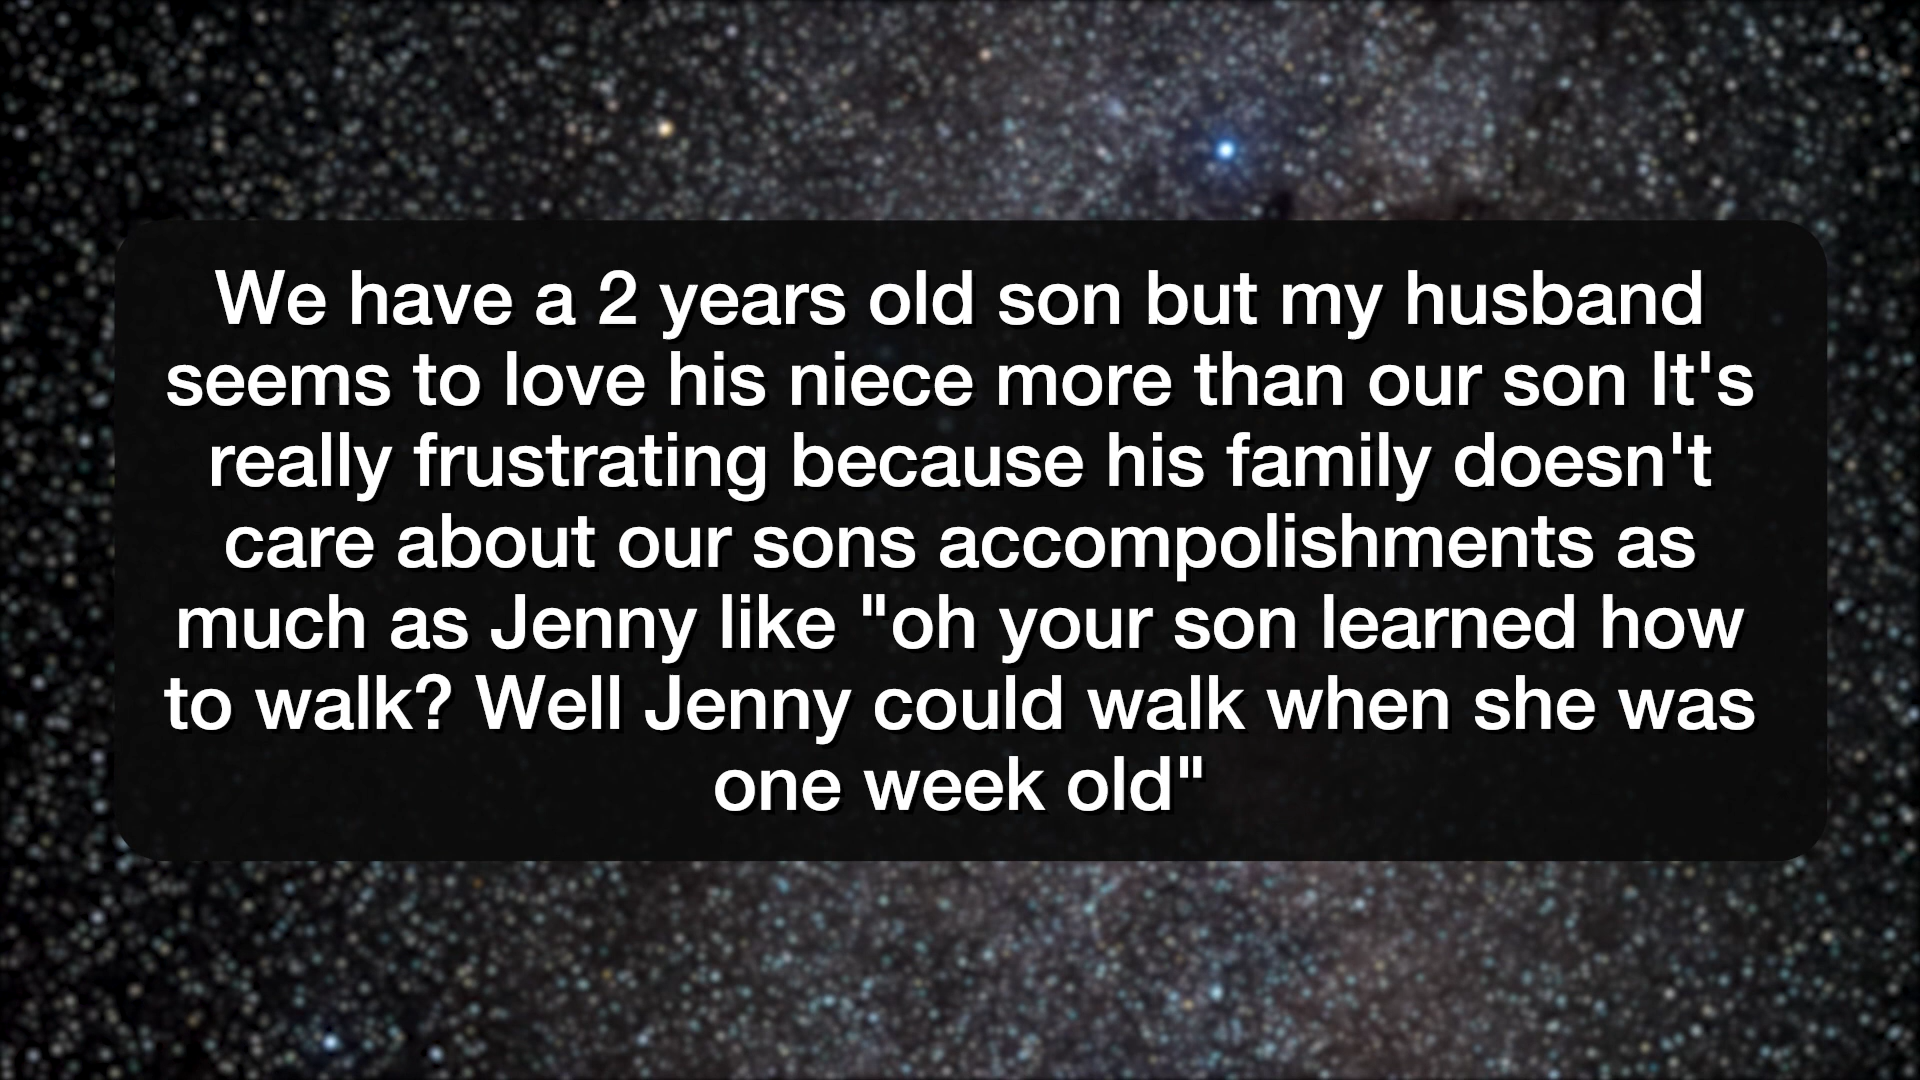 We have a 2 years old son but my husband
seems to love his niece more than our son It's
really frustrating because his family doesn't
care about our sons accompolishments as
much as Jenny like "oh your son learned how
to walk? Well Jenny could walk when she was
one week old"